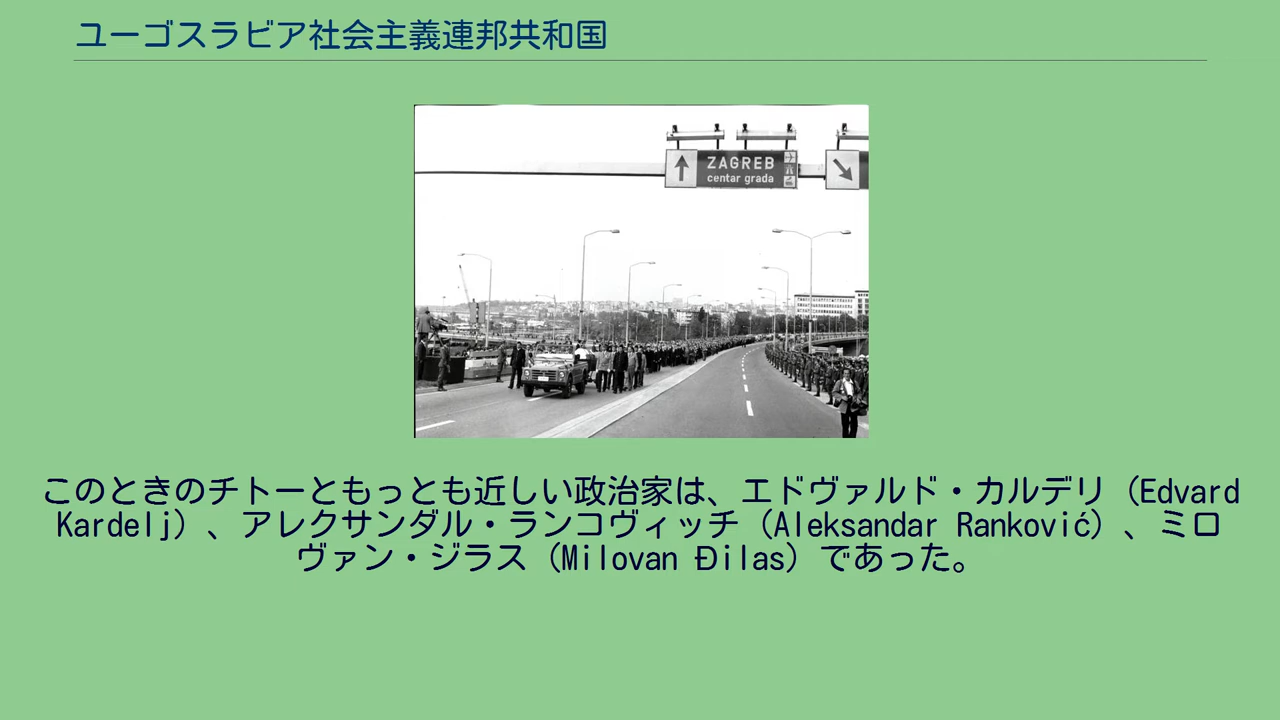 ユーゴスラビア社会主義連邦共和国
ZAGREB
centar grada
このときのチトーともっとも近しい政治家は、エドヴァルド・カルデリ（Edvard
Kardelj）、アレクサンダル・ランコヴィッチ（Aleksandar Ranković）、ミロ
ヴァン・ジラス（Milovan Đilas）であった。